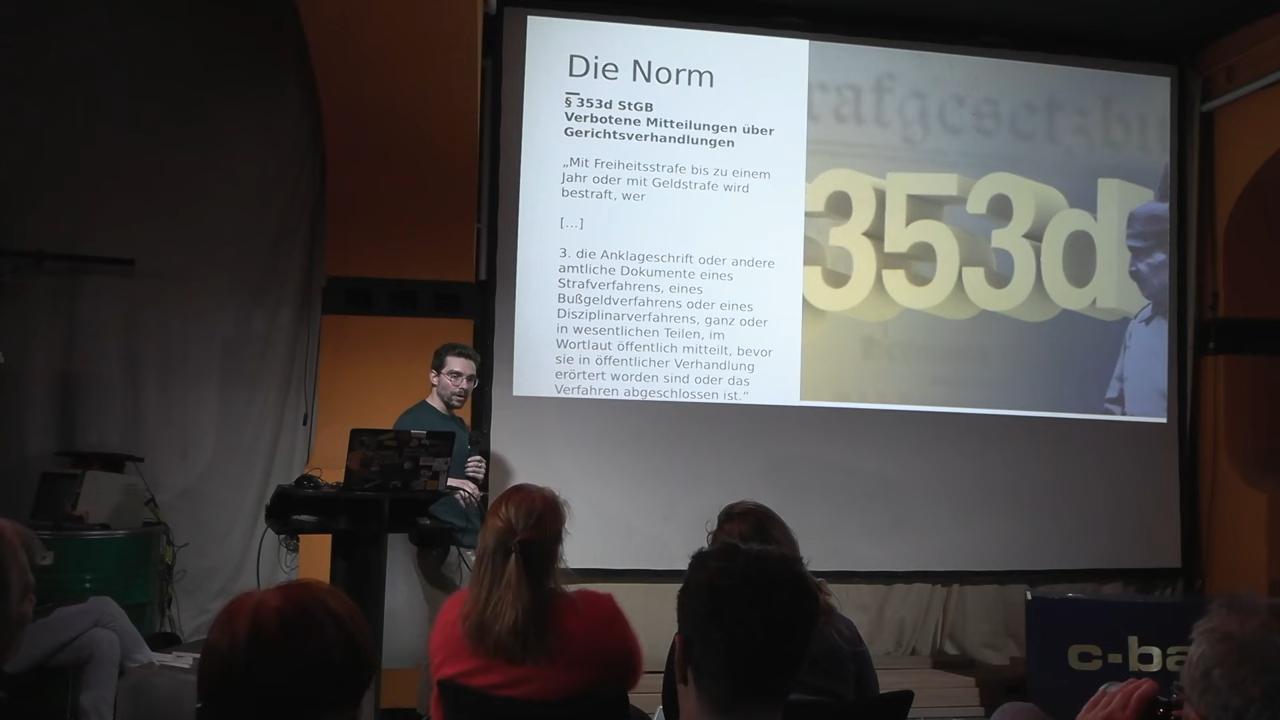 Die Norm
§ 353d StGB
Verbotene Mitteilungen über
Gerichtsverhandlungen
„Mit Freiheitsstrafe bis zu einem
Jahr oder mit Geldstrafe wird
bestraft, wer
[...]
3. die Anklageschrift oder andere
amtliche Dokumente eines
Strafverfahrens, eines
Bußgeldverfahrens oder eines
Disziplinarverfahrens, ganz oder
in wesentlichen Teilen, im
Wortlaut öffentlich mitteilt, bevor
sie in öffentlicher Verhandlung
erörtert worden sind oder das
Verfahren abgeschlossen ist.“
rafgesetzbu
353d
c-ba